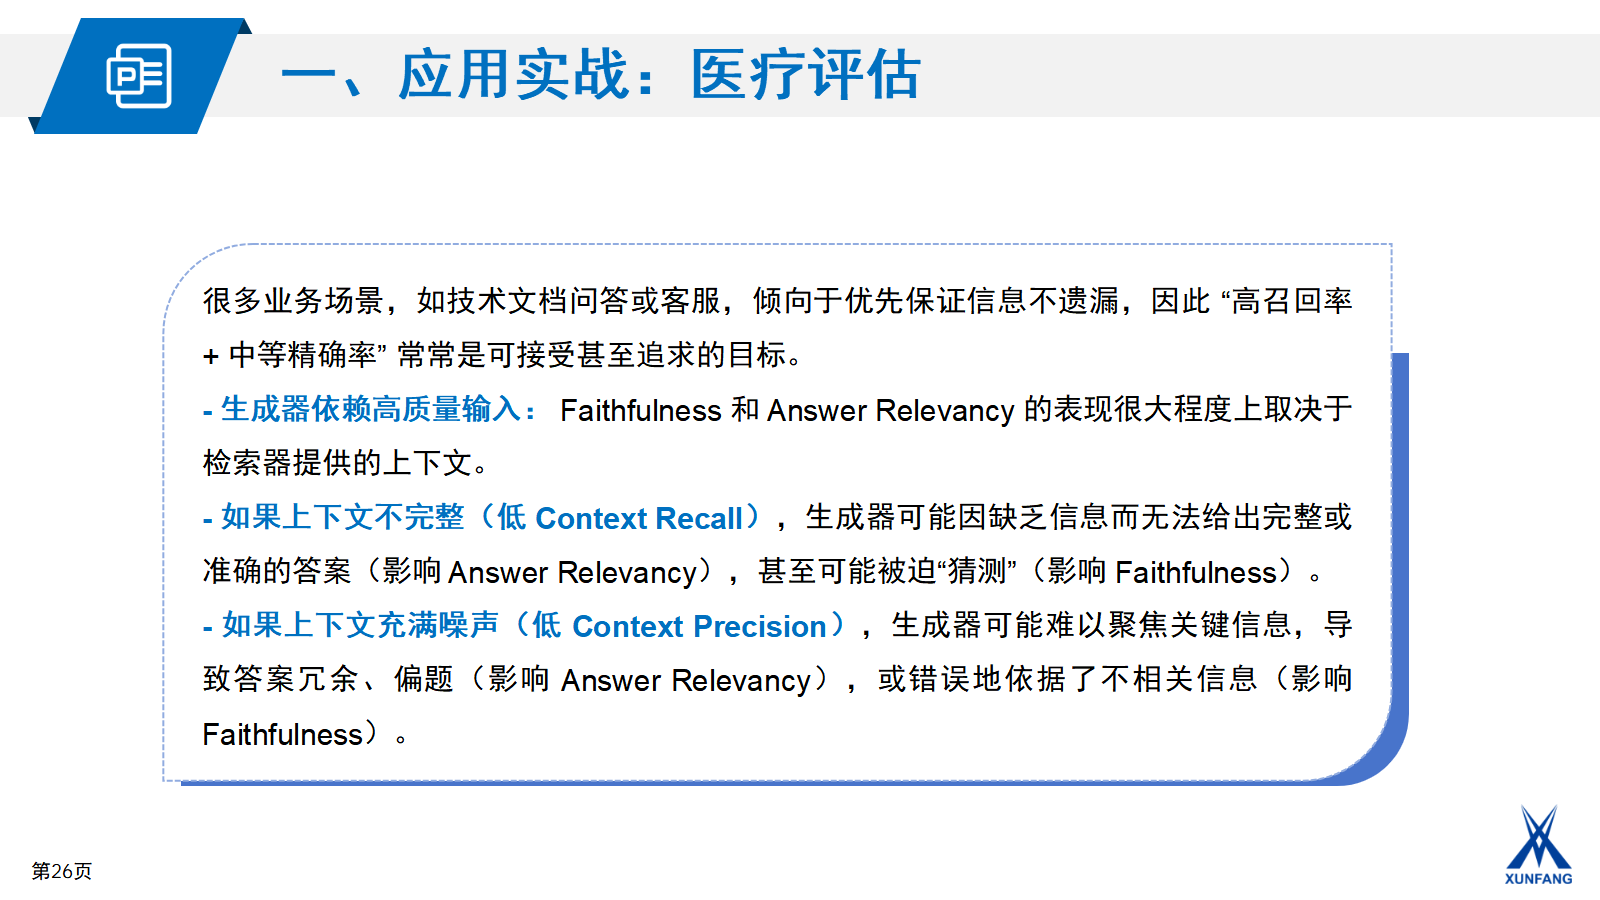 一、应用实战：医疗评估
很多业务场景，如技术文档问答或客服，倾向于优先保证信息不遗漏，因此 “高召回率
+ 中等精确率” 常常是可接受甚至追求的目标。
- 生成器依赖高质量输入： Faithfulness 和 Answer Relevancy 的表现很大程度上取决于
检索器提供的上下文。
- 如果上下文不完整（低 Context Recall），生成器可能因缺乏信息而无法给出完整或
准确的答案（影响 Answer Relevancy），甚至可能被迫“猜测”（影响 Faithfulness）。
- 如果上下文充满噪声（低 Context Precision），生成器可能难以聚焦关键信息，导
致答案冗余、偏题（影响 Answer Relevancy），或错误地依据了不相关信息（影响
Faithfulness）。
第26页
XUNFANG